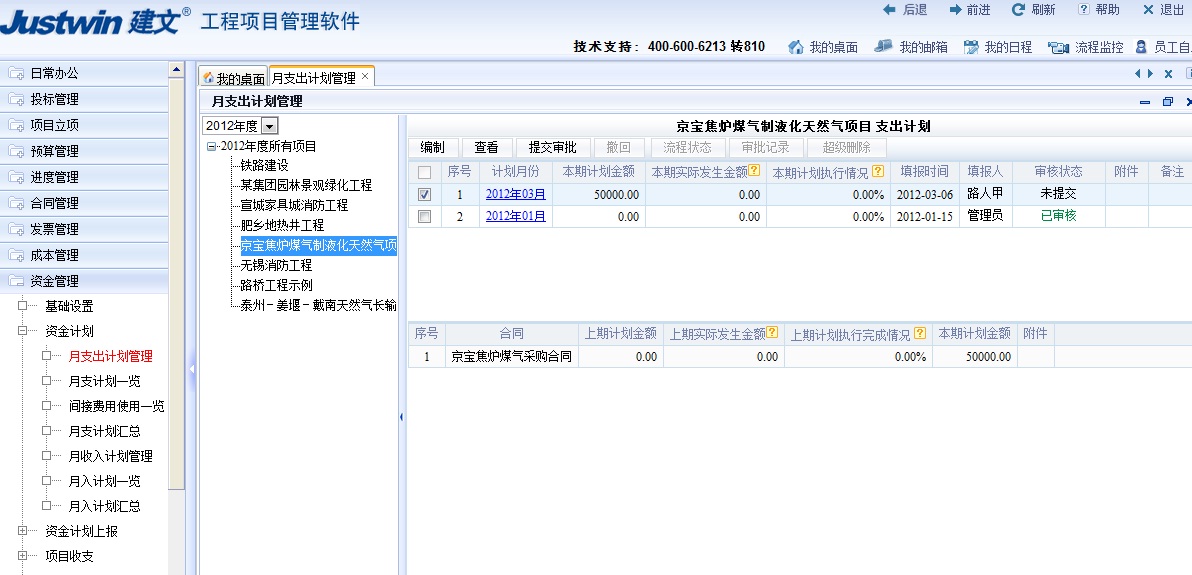 Justwin 建文® 工程项目管理软件
后退 前进 刷新 帮助 退出
技术支持：400-600-6213 转810 我的桌面 我的邮箱 我的日程 流程监控 员工自
日常办公
投标管理
项目立项
预算管理
进度管理
合同管理
发票管理
成本管理
资金管理
基础设置
资金计划
月支出计划管理
月支计划一览
间接费用使用一览
月支计划汇总
月收入计划管理
月入计划一览
月入计划汇总
资金计划上报
项目收支
我的桌面 月支出计划管理
月支出计划管理
2012年度
2012年度所有项目
铁路建设
某集团园林景观绿化工程
宣城家具城消防工程
肥乡地热井工程
京宝焦炉煤气制液化天然气项
无锡消防工程
路桥工程示例
泰州－姜堰－戴南天然气长输
京宝焦炉煤气制液化天然气项目 支出计划
编制 查看 提交审批 撤回 流程状态 审批记录 超级删除
序号 计划月份 本期计划金额 本期实际发生金额 本期计划执行情况 填报时间 填报人 审核状态 附件 备注
1 2012年03月 50000.00 0.00 0.00% 2012-03-06 路人甲 未提交
2 2012年01月 0.00 0.00 0.00% 2012-01-15 管理员 已审核
序号 合同 上期计划金额 上期实际发生金额 上期计划执行完成情况 本期计划金额 附件
1 京宝焦炉煤气采购合同 0.00 0.00 0.00% 50000.00